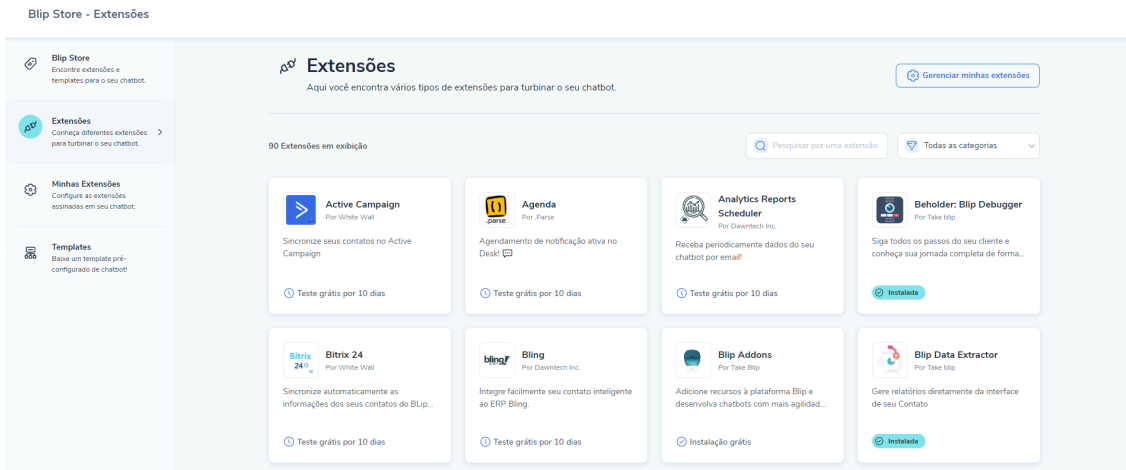 Blip Store - Extensões
Blip Store
Encontre extensões e
templates para o seu chatbot.
Extensões
Conheça diferentes extensões
para turbinar o seu chatbot.
Minhas Extensões
Configure as extensões
assinadas em seu chatbot.
Templates
Baixe um template pré-
configurado de chatbot!
Extensões
Aqui você encontra vários tipos de extensões para turbinar o seu chatbot.
Gerenciar minhas extensões
90 Extensões em exibição
Pesquisar por uma extensão
Todas as categorias
Active Campaign
Por White Wall
Sincronize seus contatos no Active
Campaign
Teste grátis por 10 dias
.parse
Agenda
Por .Parse
Agendamento de notificação ativa no
Desk! 💬
Teste grátis por 10 dias
Analytics Reports
Scheduler
Por Dawntech Inc.
Receba periodicamente dados do seu
chatbot por email!
Teste grátis por 10 dias
Beholder: Blip Debugger
Por Take blip
Siga todos os passos do seu cliente e
conheça sua jornada completa de forma...
Instalada
Bitrix
24
Bitrix 24
Por White Wall
Sincronize automaticamente as
informações dos seus contatos do BLip...
Teste grátis por 10 dias
bling!
Bling
Por Dawntech Inc.
Integre facilmente seu contato inteligente
ao ERP Bling.
Teste grátis por 10 dias
Blip Addons
Por Take Blip
Adicione recursos à plataforma Blip e
desenvolva chatbots com mais agilidad...
Instalação grátis
Blip Data Extractor
Por Take blip
Gere relatórios diretamente da interface
de seu Contato
Instalada